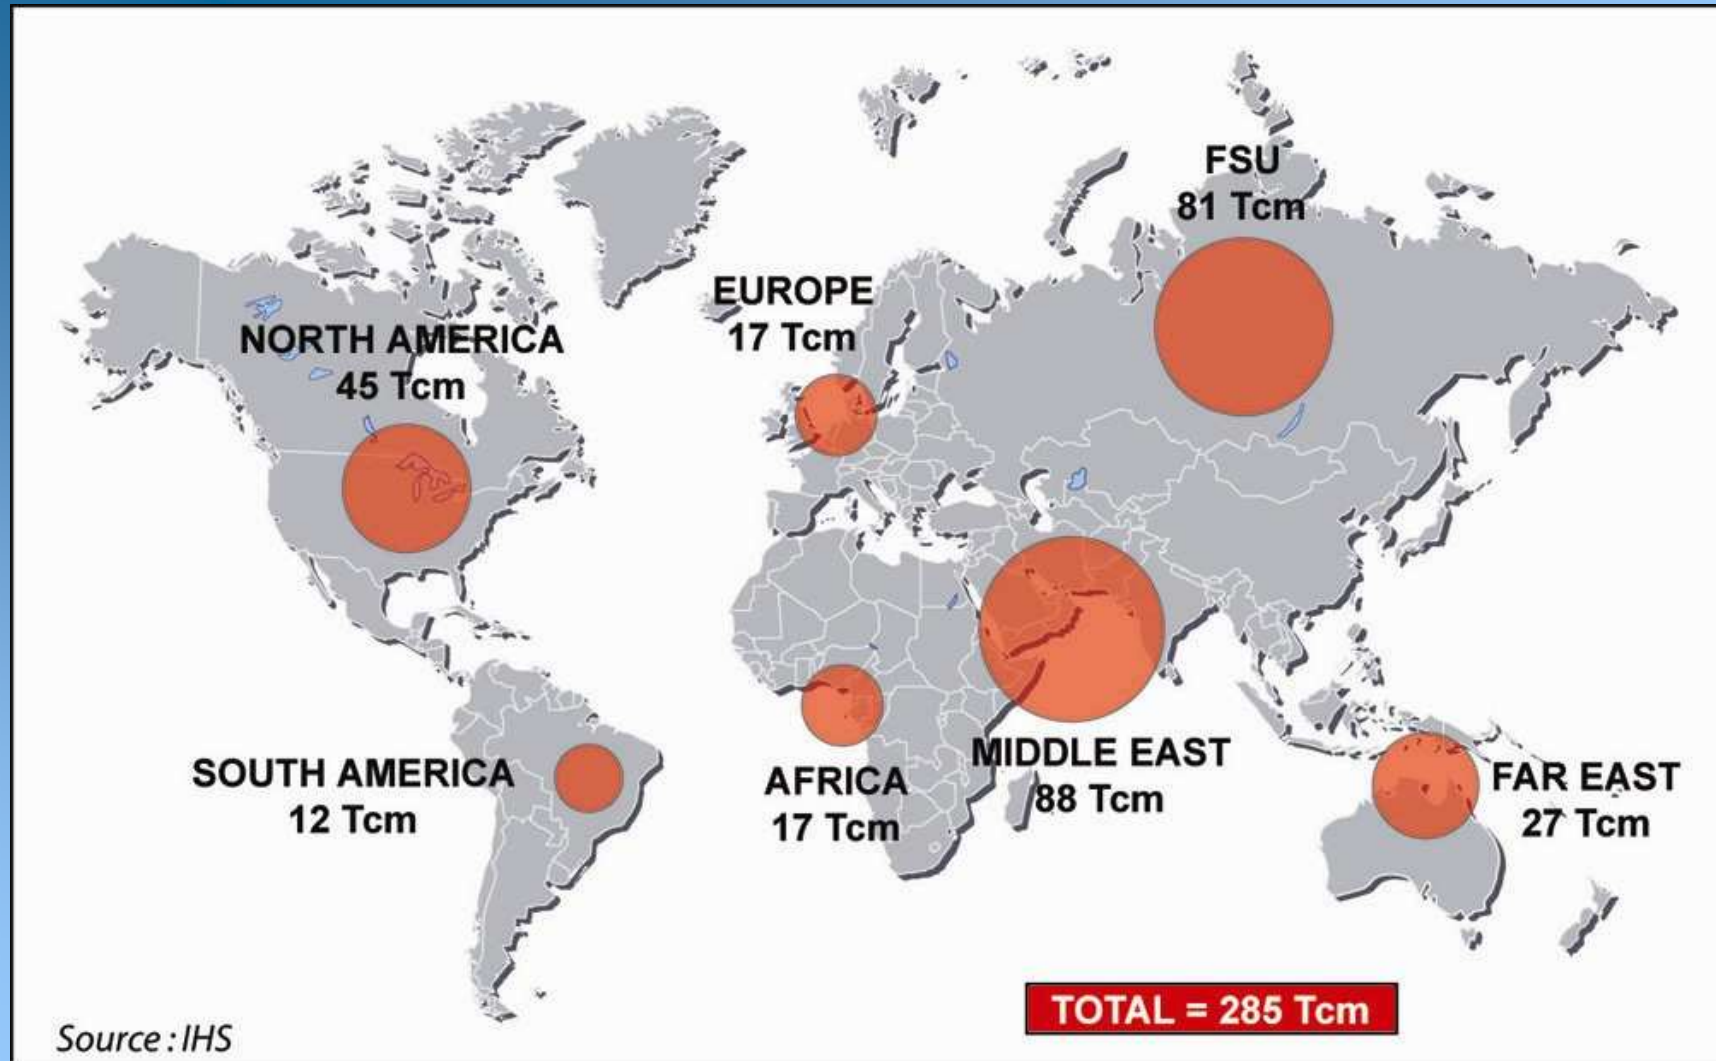 FSU
81 Tcm
EUROPE
17 Tcm
NORTH AMERICA
45 Tcm
SOUTH AMERICA
12 Tcm
AFRICA
17 Tcm
MIDDLE EAST
88 Tcm
FAR EAST
27 Tcm
TOTAL = 285 Tcm
Source : IHS